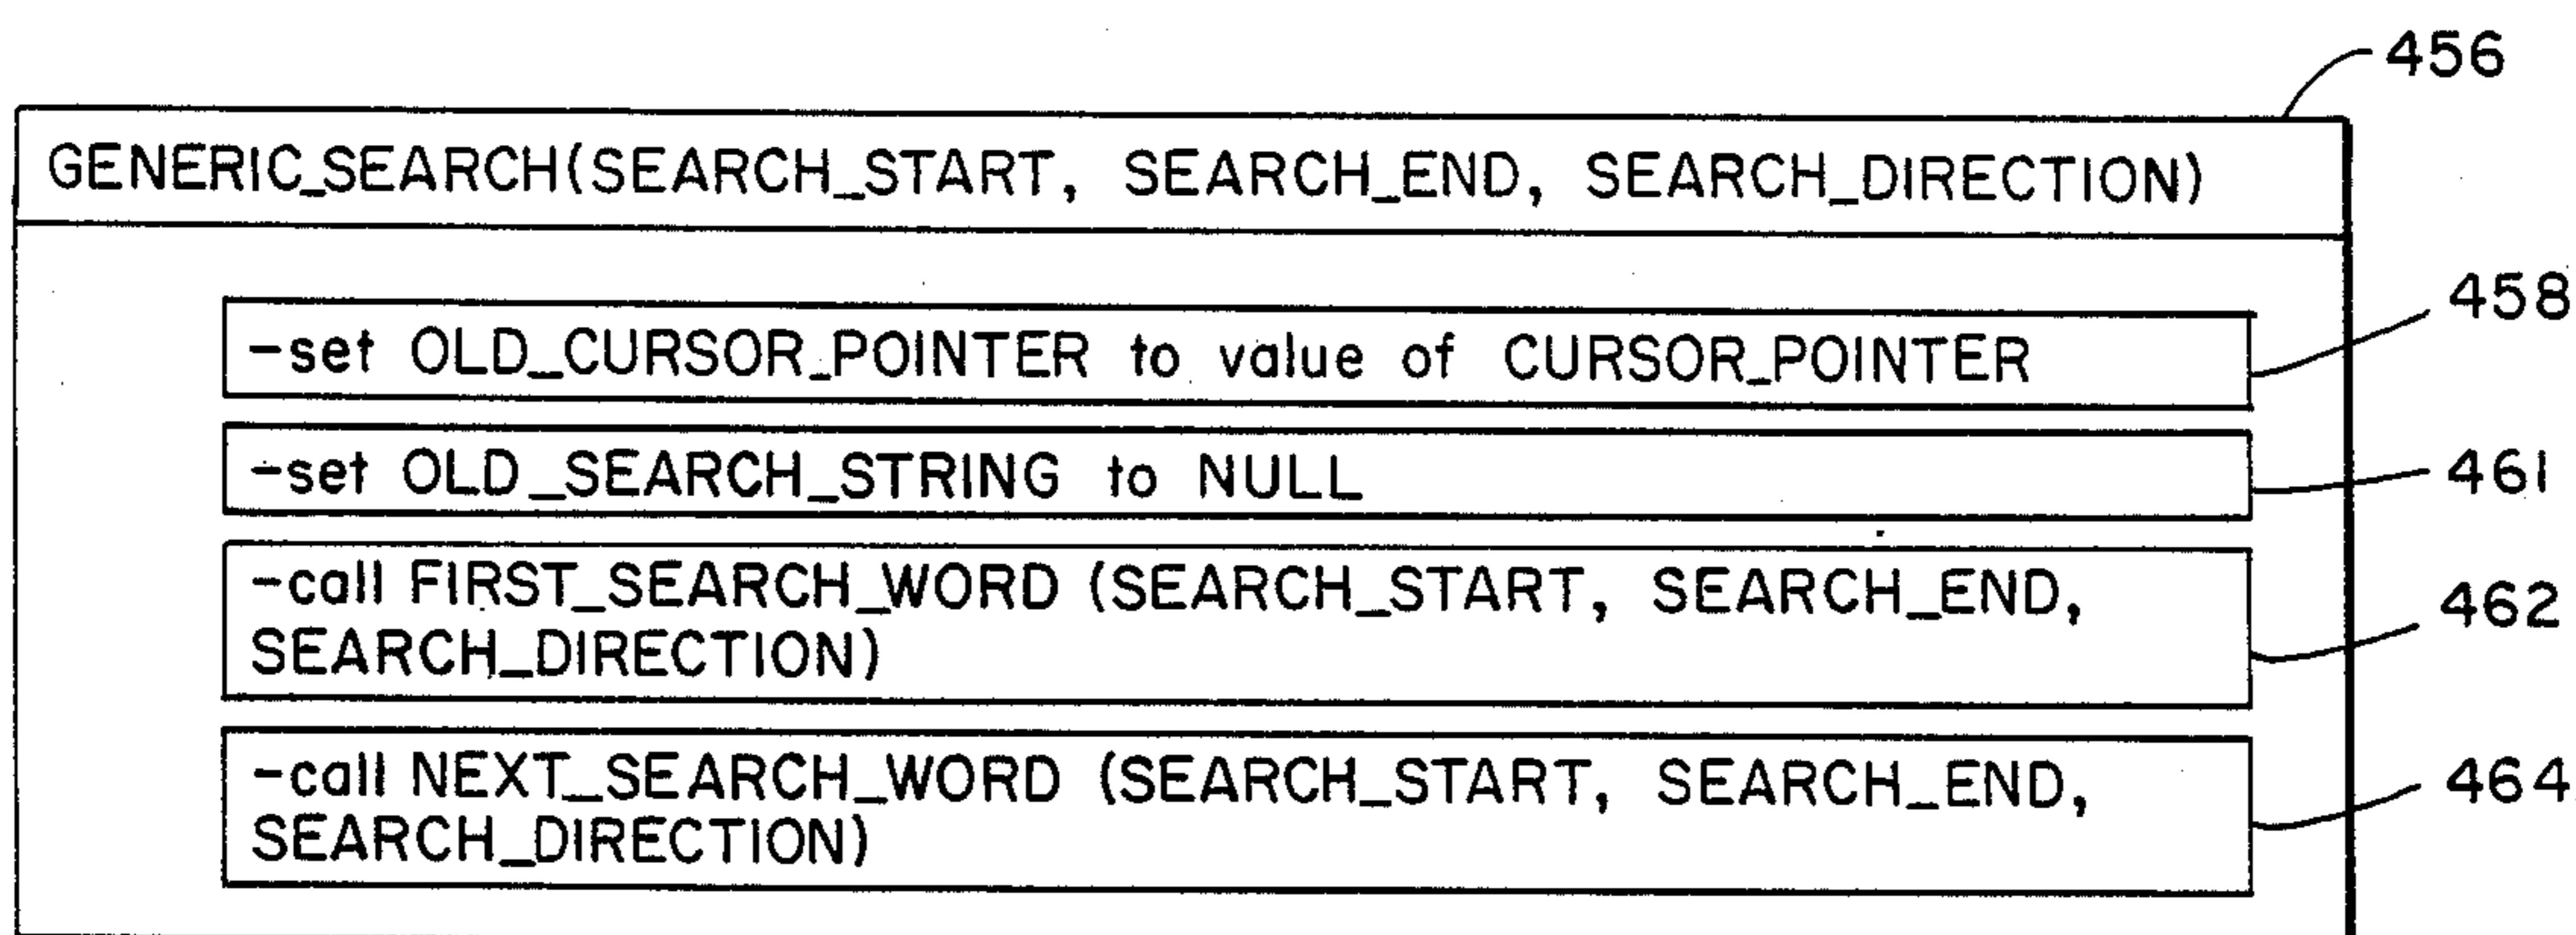 456
GENERIC_SEARCH(SEARCH_START, SEARCH_END, SEARCH_DIRECTION)
458
-set OLD_CURSOR_POINTER to value of CURSOR_POINTER
-set OLD_SEARCH_STRING to NULL
461
-call FIRST_SEARCH_WORD (SEARCH_START, SEARCH_END,
462
SEARCH_DIRECTION)
-call NEXT_SEARCH_WORD (SEARCH_START, SEARCH_END,
464
SEARCH_DIRECTION)